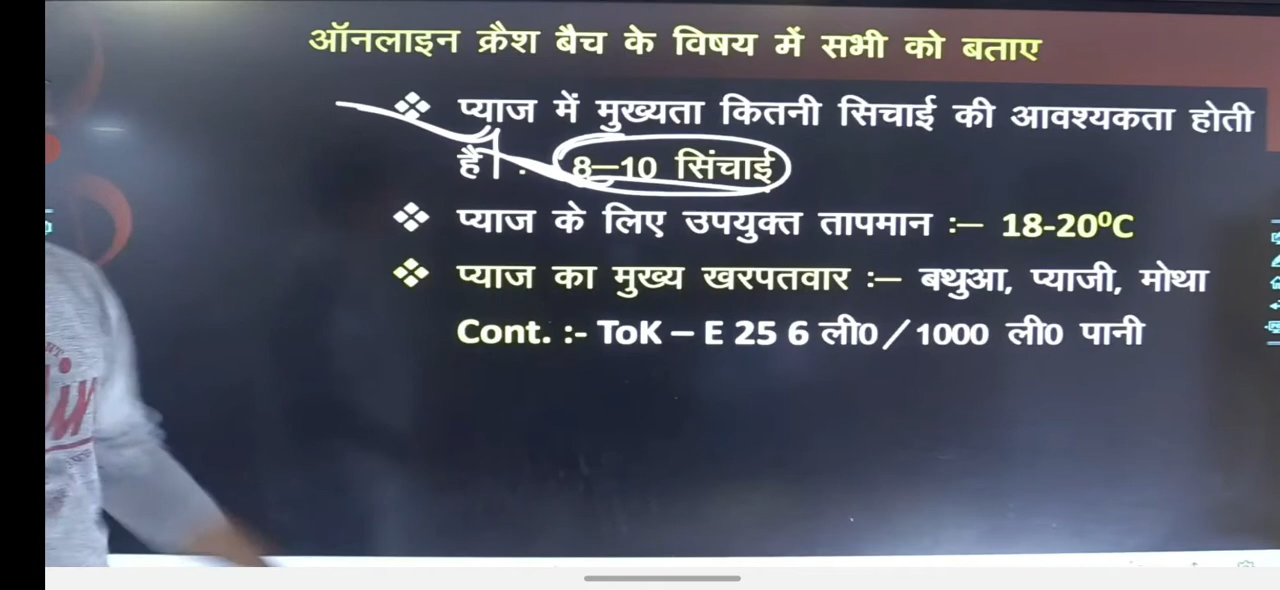 ऑनलाइन क्रैश बैच के विषय में सभी को बताए
❖ प्याज में मुख्यता कितनी सिचाई की आवश्यकता होती
हैं। :- 8–10 सिंचाई
❖ प्याज के लिए उपयुक्त तापमान :– 18-20⁰C
❖ प्याज का मुख्य खरपतवार :– बथुआ, प्याजी, मोथा
Cont. :- ToK – E 25 6 ली0 / 1000 ली0 पानी